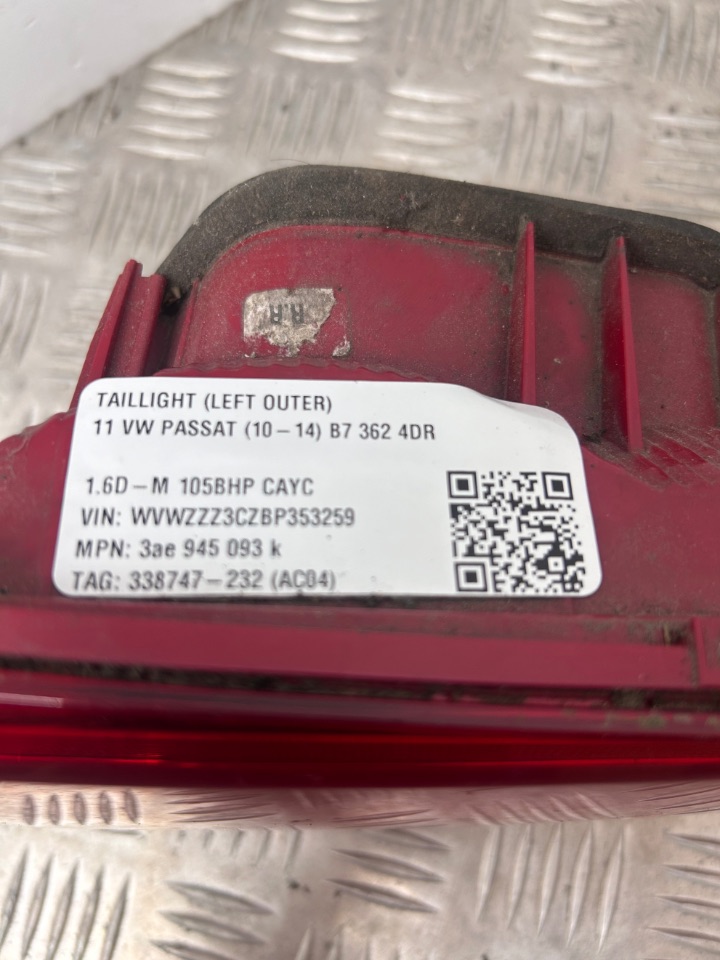 R.R
TAILLIGHT (LEFT OUTER)
11 VW PASSAT (10-14) B7 362 4DR
1.6D-M 105BHP CAYC
VIN: WVWZZZ3CZBP353259
MPN: 3ae 945 093 k
TAG: 338747-232 (AC04)